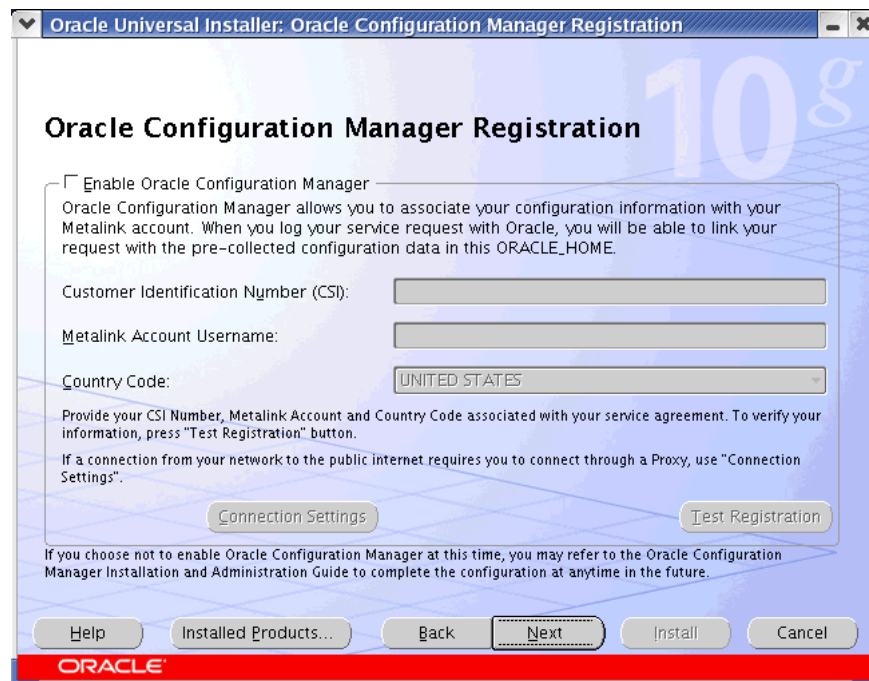 Oracle Universal Installer: Oracle Configuration Manager Registration
10g
Oracle Configuration Manager Registration
Enable Oracle Configuration Manager
Oracle Configuration Manager allows you to associate your configuration information with your
Metalink account. When you log your service request with Oracle, you will be able to link your
request with the pre-collected configuration data in this ORACLE_HOME.
Customer Identification Number (CSI):
Metalink Account Username:
Country Code:
UNITED STATES
Provide your CSI Number, Metalink Account and Country Code associated with your service agreement. To verify your
information, press "Test Registration" button.
If a connection from your network to the public internet requires you to connect through a Proxy, use "Connection
Settings".
Connection Settings
Test Registration
If you choose not to enable Oracle Configuration Manager at this time, you may refer to the Oracle Configuration
Manager Installation and Administration Guide to complete the configuration at anytime in the future.
Help
Installed Products...
Back
Next
Install
Cancel
ORACLE